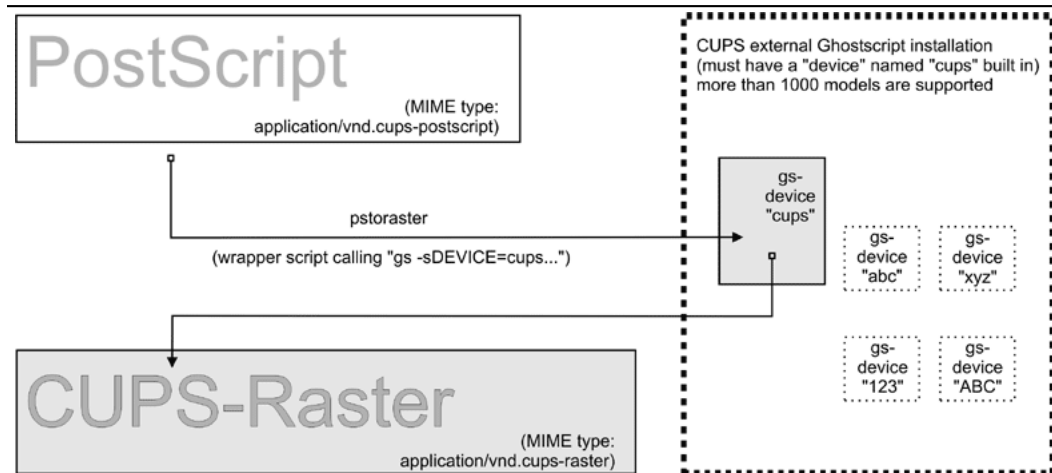 PostScript
(MIME type:
application/vnd.cups-postscript)
CUPS external Ghostscript installation
(must have a "device" named "cups" built in)
more than 1000 models are supported
gs-
device
"cups"
pstoraster
(wrapper script calling "gs -sDEVICE=cups...")
gs-
device
"abc"
gs-
device
"xyz"
gs-
device
"123"
gs-
device
"ABC"
CUPS-Raster
(MIME type:
application/vnd.cups-raster)